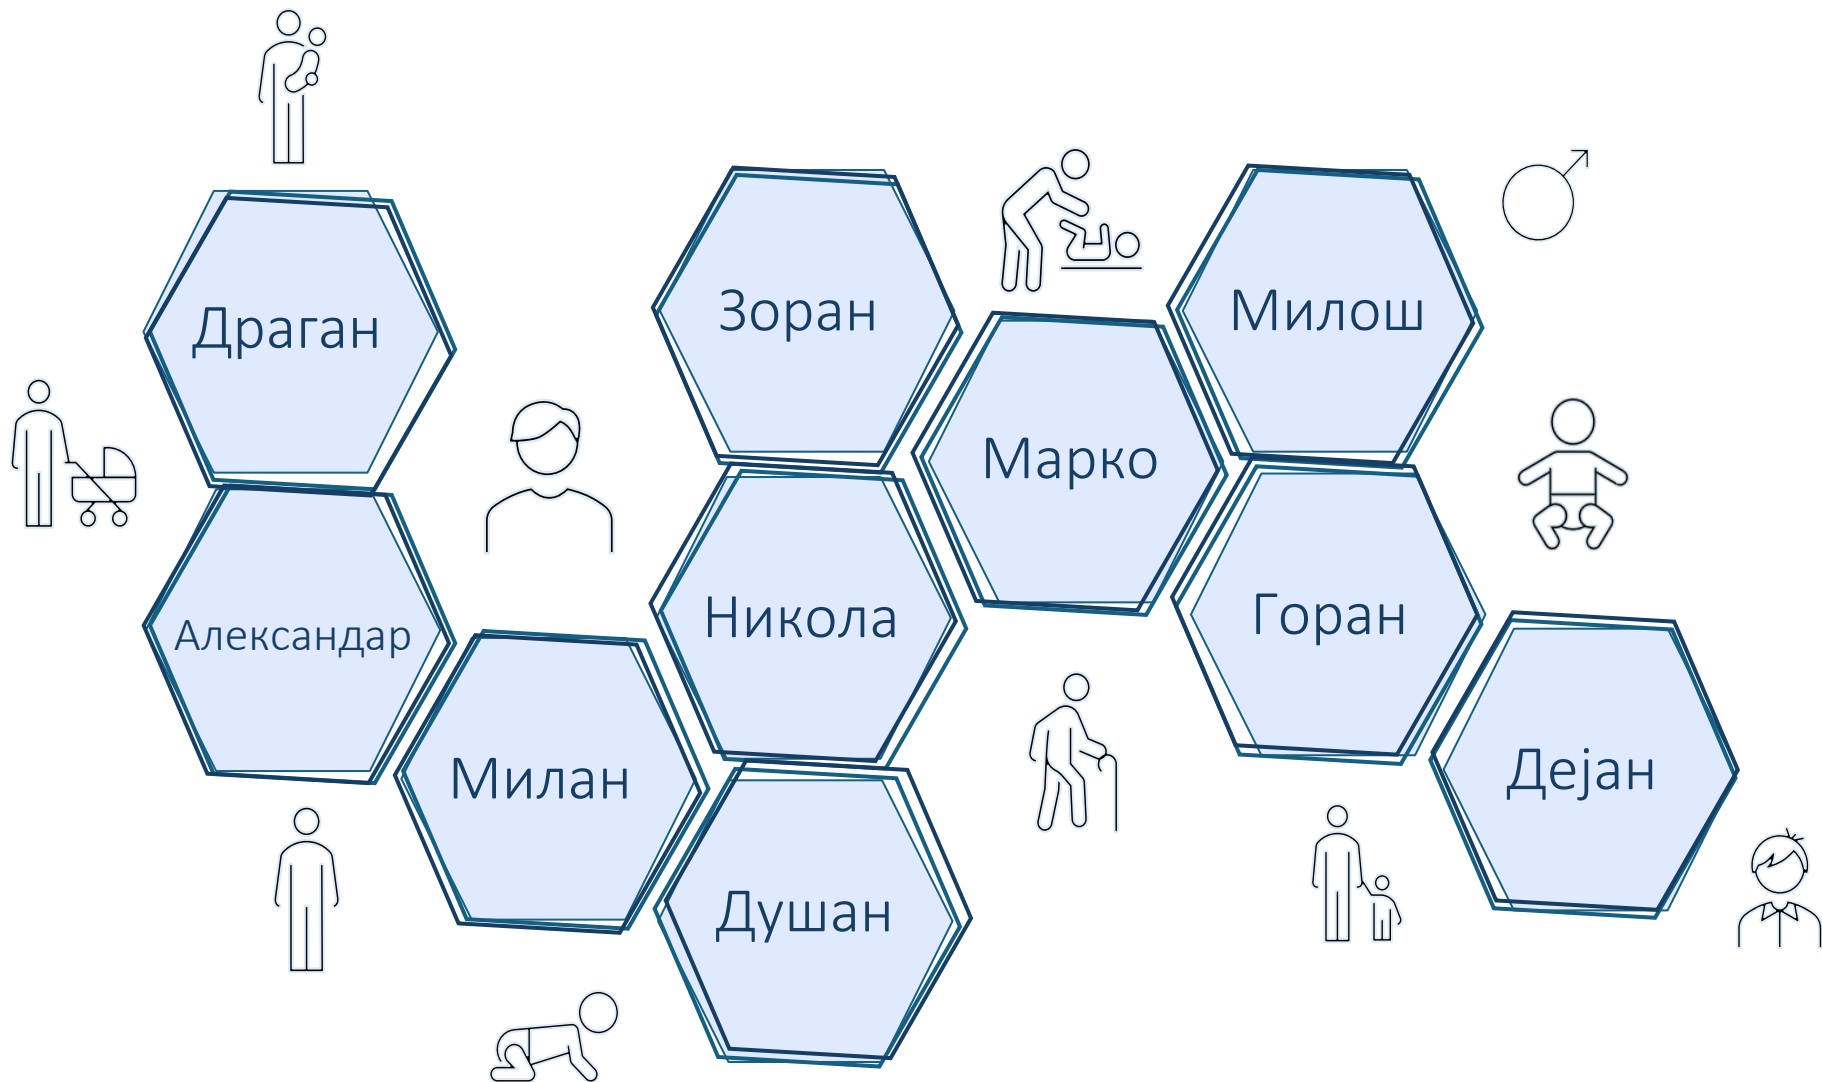 Драган
Зоран
Милош
Марко
Александар
Никола
Горан
Милан
Дејан
Душан